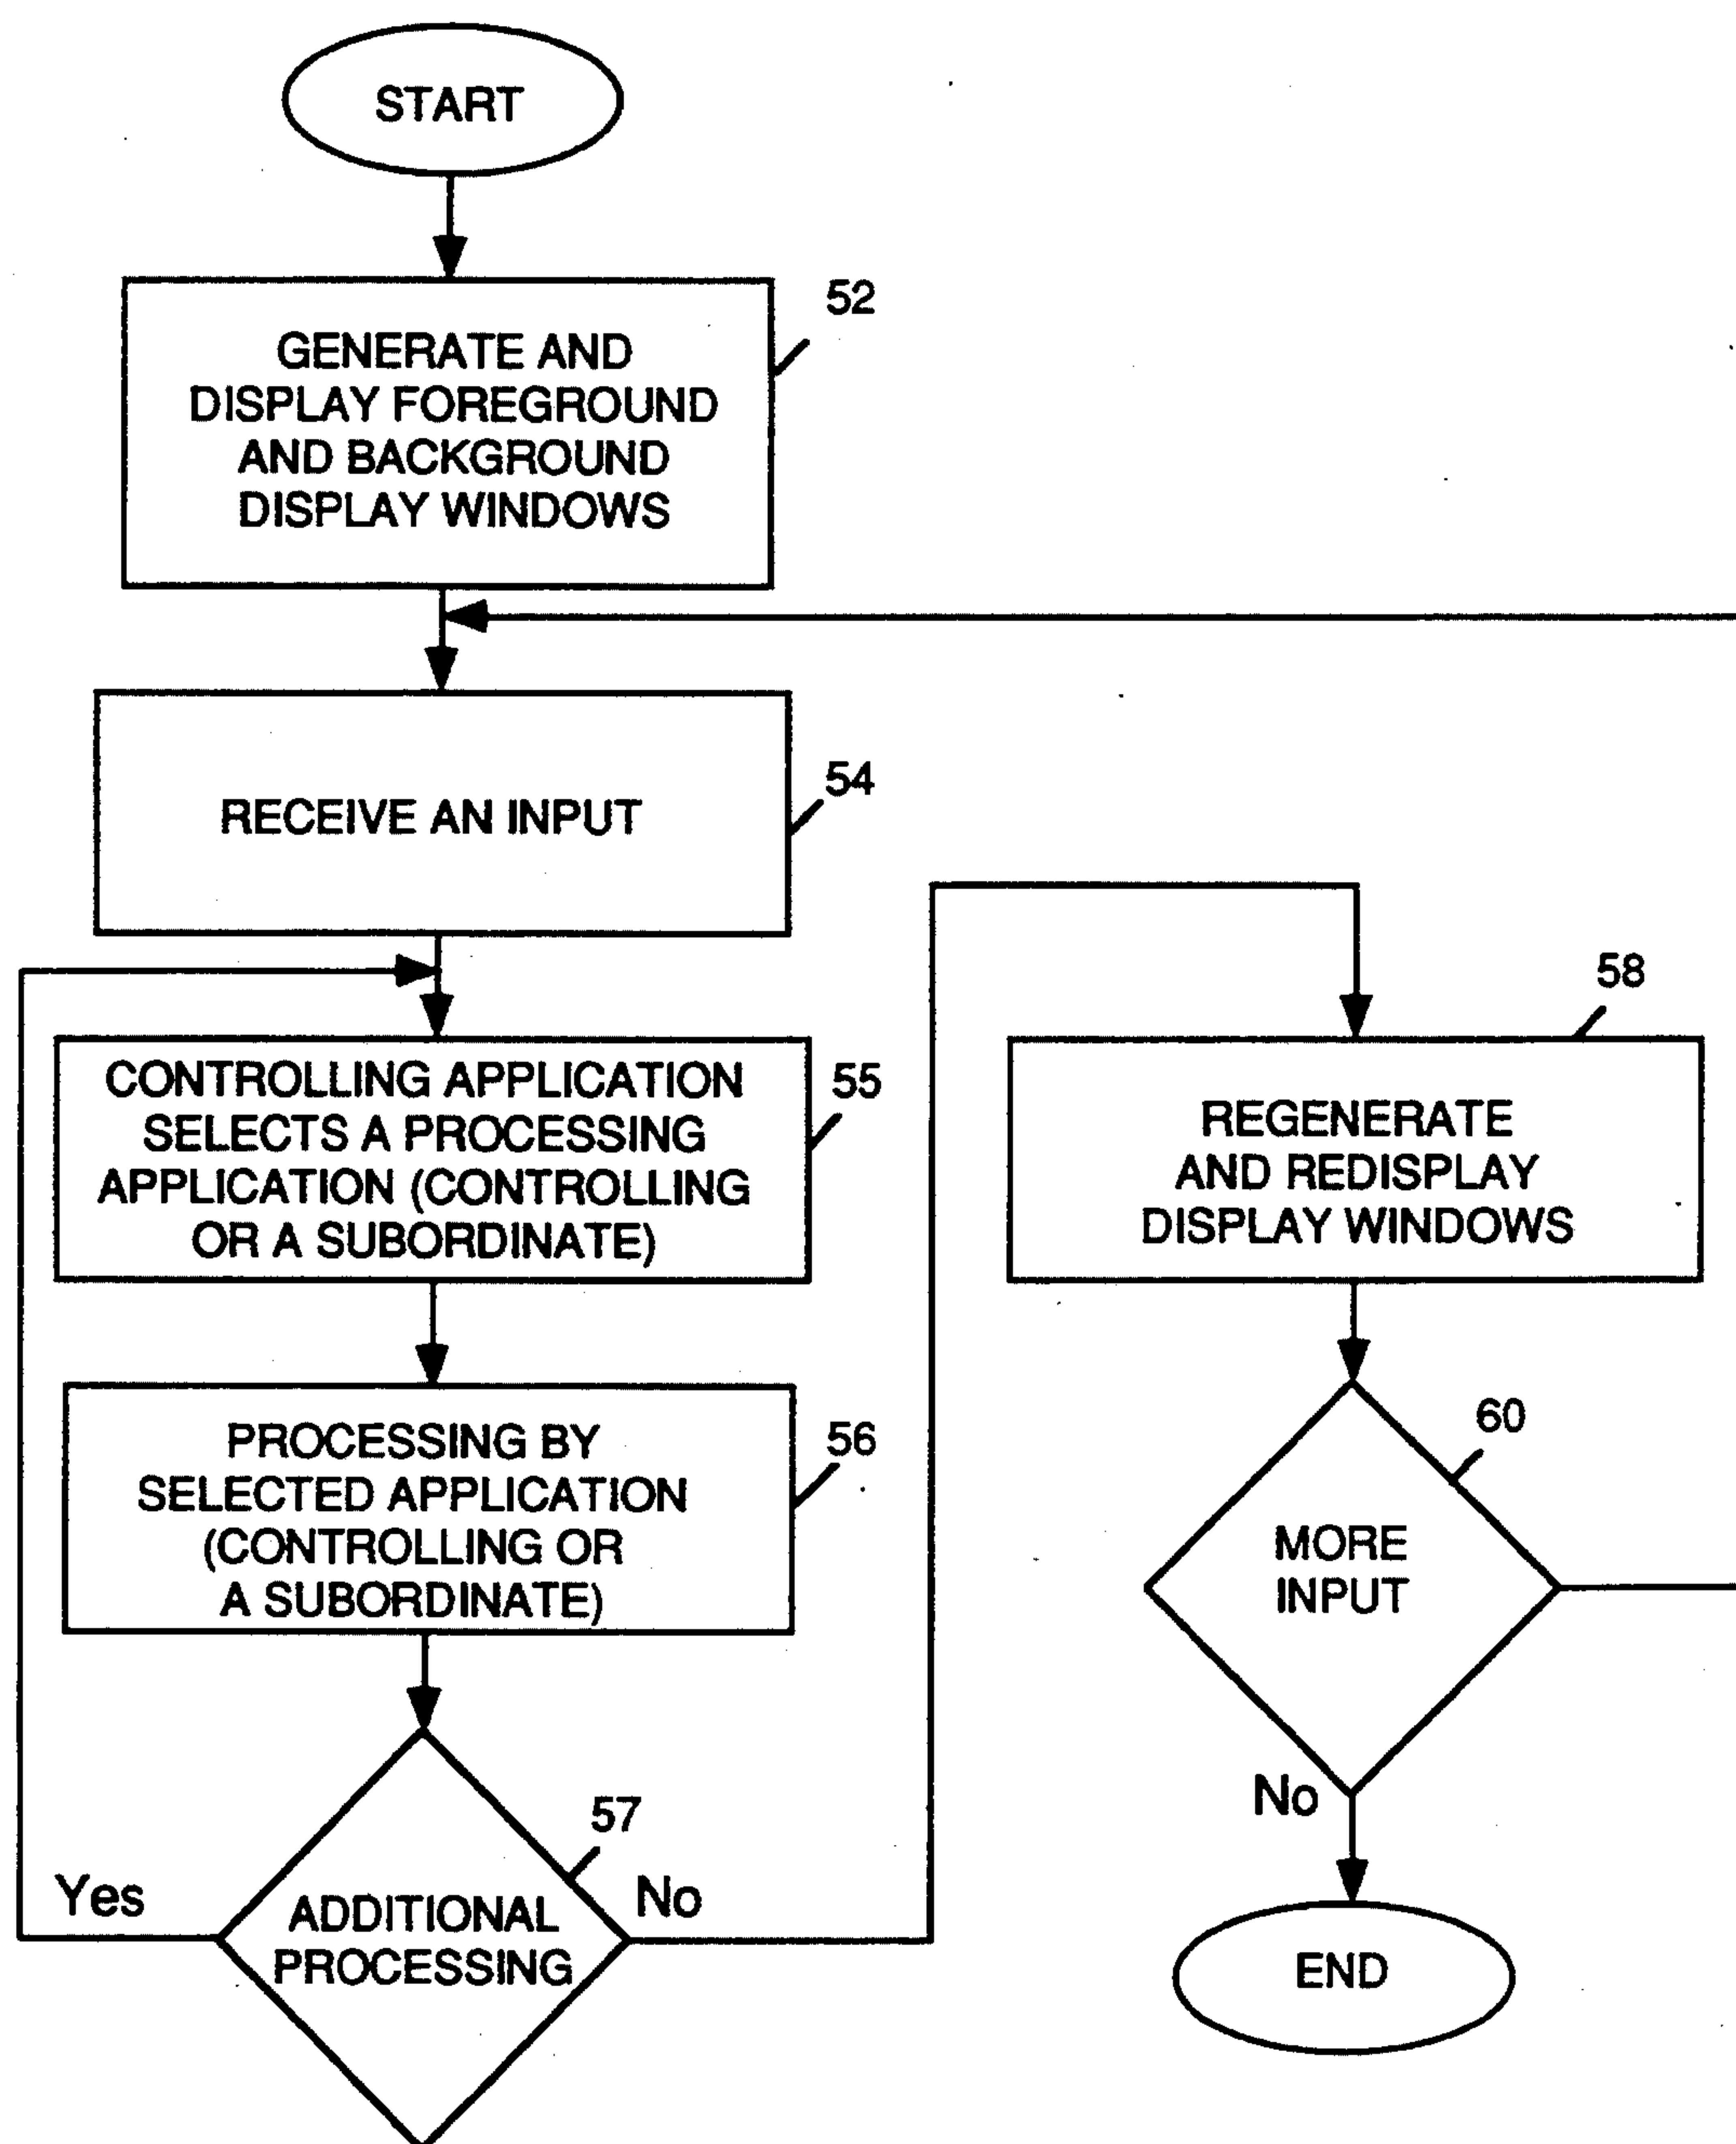 START
52
GENERATE AND
DISPLAY FOREGROUND
AND BACKGROUND
DISPLAY WINDOWS
54
RECEIVE AN INPUT
55
CONTROLLING APPLICATION
SELECTS A PROCESSING
APPLICATION (CONTROLLING
OR A SUBORDINATE)
56
PROCESSING BY
SELECTED APPLICATION
(CONTROLLING OR
A SUBORDINATE)
57
Yes
ADDITIONAL
PROCESSING
No
58
REGENERATE
AND REDISPLAY
DISPLAY WINDOWS
60
MORE
INPUT
No
END